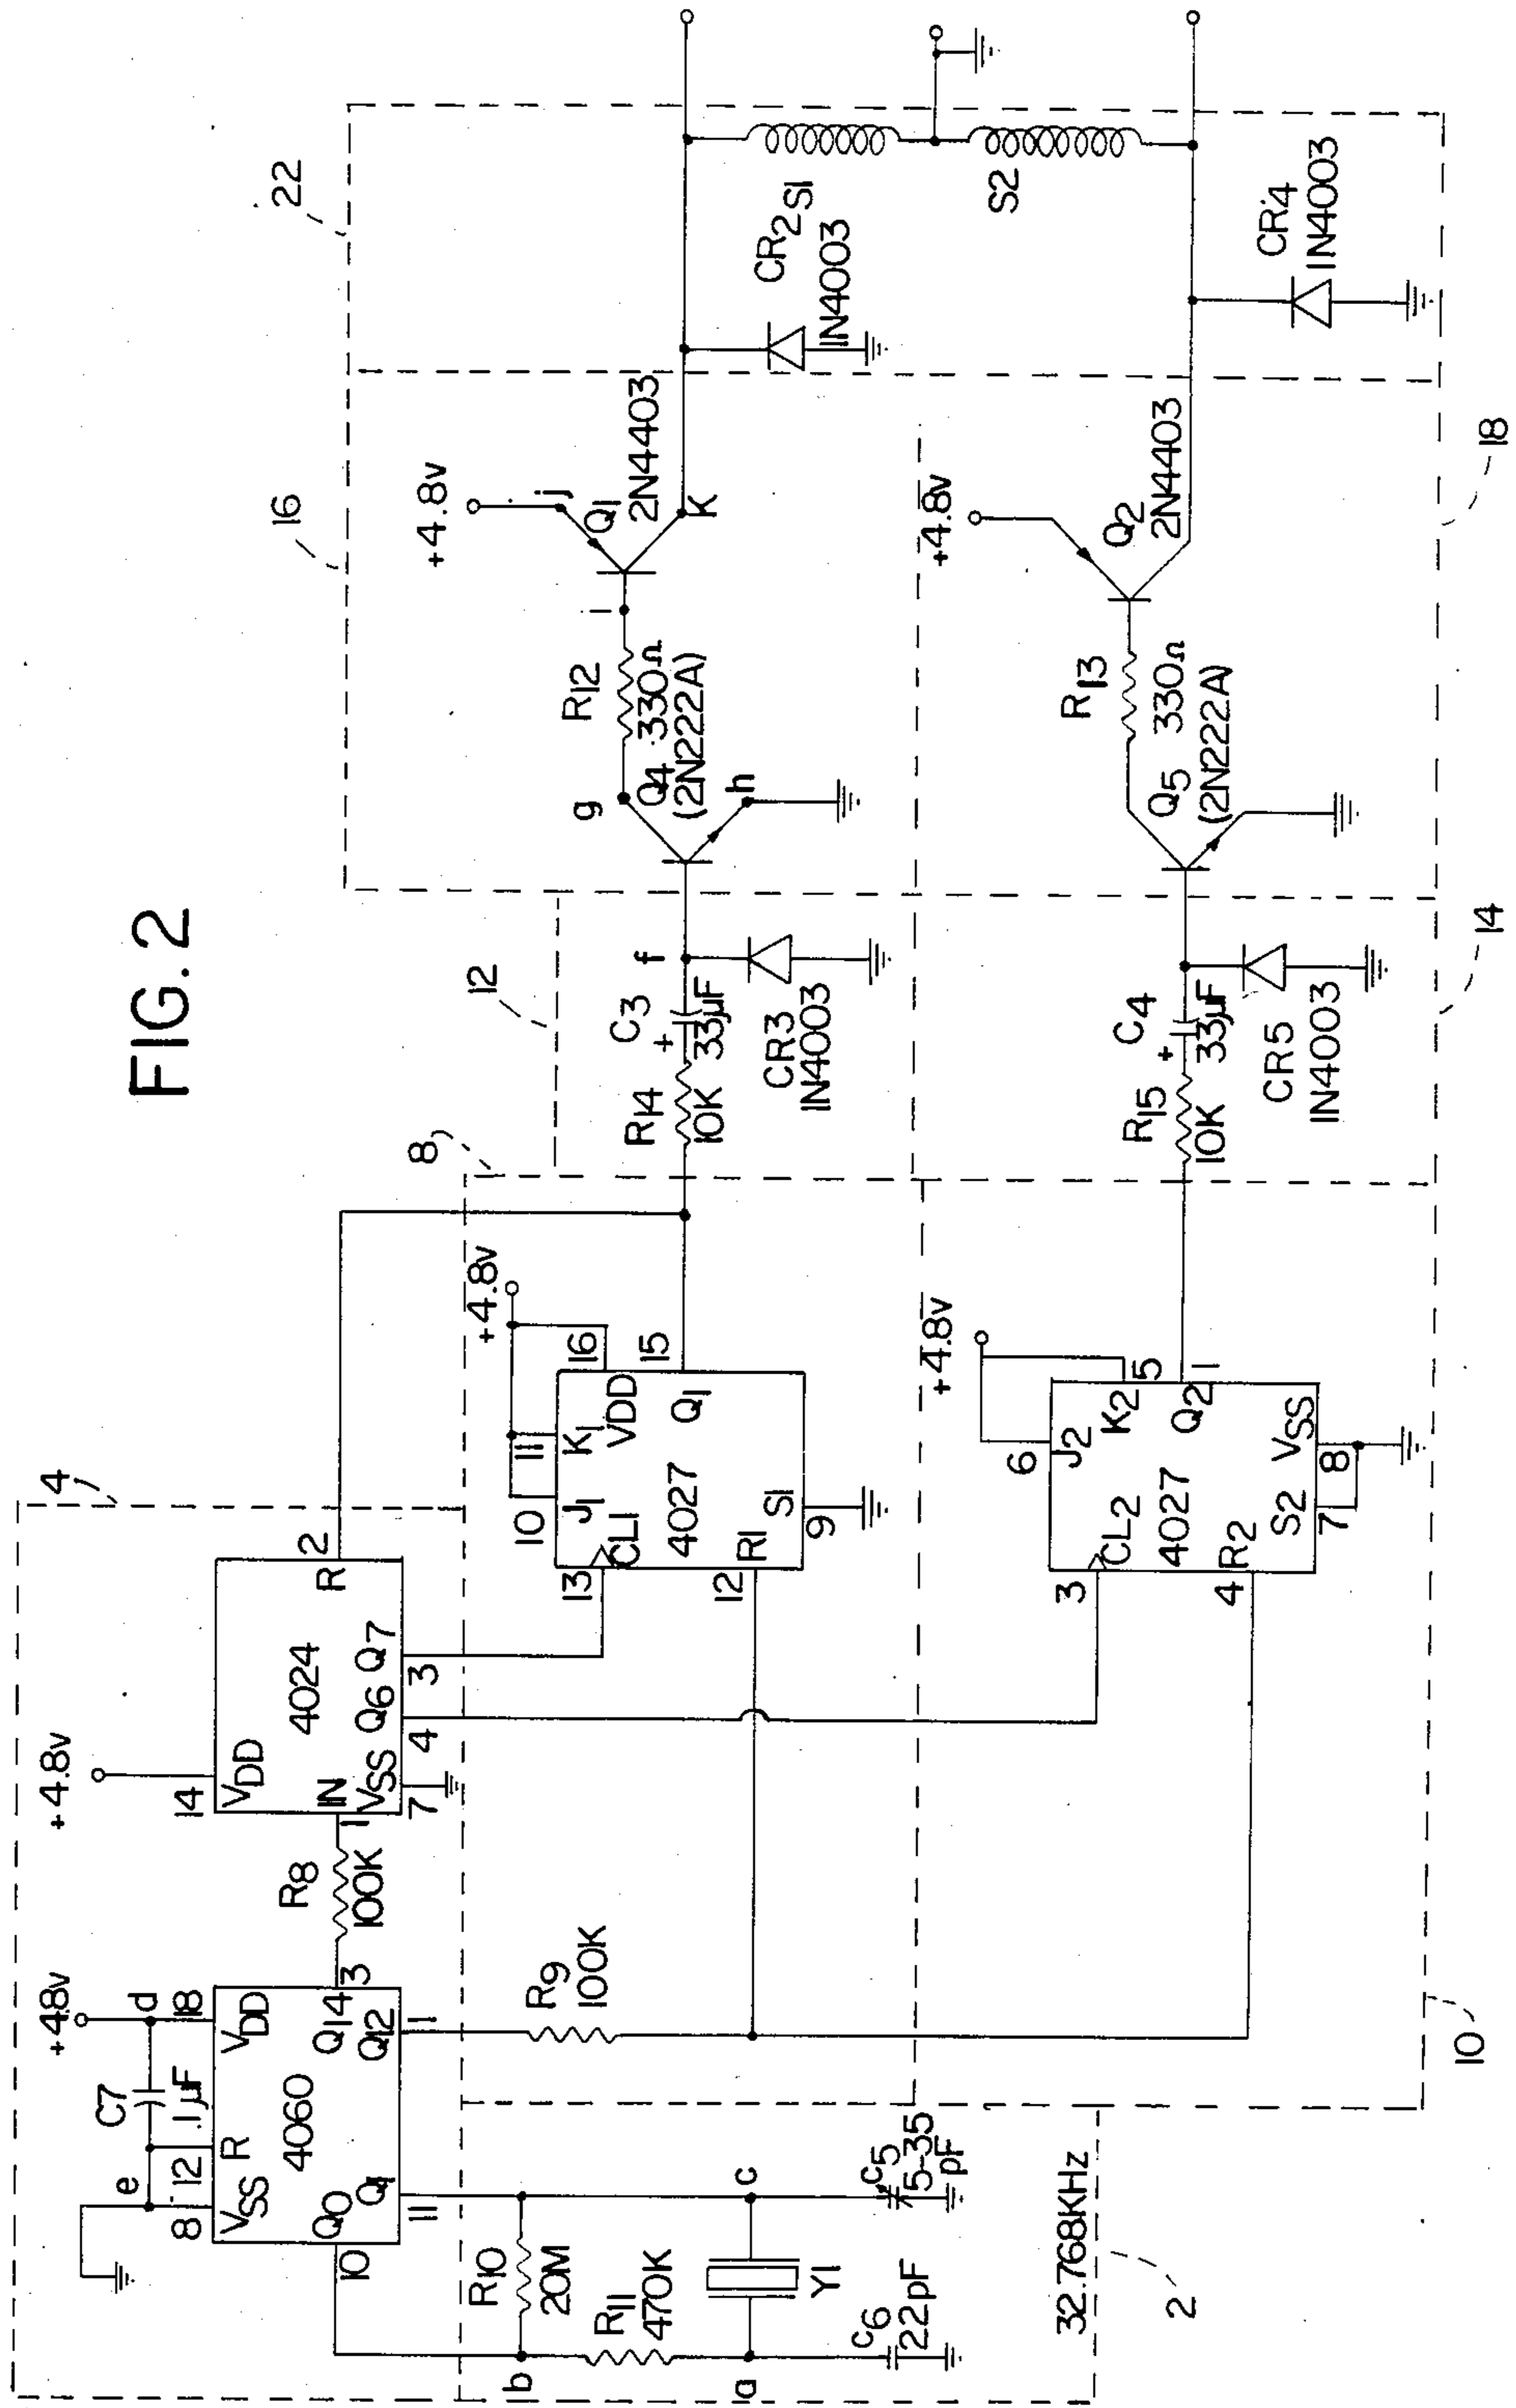 FIG. 2
4
+4.8v
d
C7
.1µF
e
8
12
18
VSS
R
VDD
4060
Q0
Q1
Q12
Q14
10
11
1
3
R8
100K
+4.8v
14
VDD
IN
4024
R
2
VSS
Q6
Q7
1
7
4
3
b
R10
20M
R11
470K
a
c
Y1
C6
22pF
C5
5-35
pF
32.768KHz
2
R9
100K
8
+4.8v
10
11
16
J1
K1
VDD
13
CL1
4027
Q1
15
12
R1
S1
9
+4.8v
6
5
J2
K2
3
CL2
4027
Q2
1
4
R2
S2
VSS
7
8
10
12
R14
10K
C3
+
33µF
f
CR3
1N4003
R15
10K
C4
+
33µF
CR5
1N4003
14
16
g
Q4
(2N222A)
h
R12
330Ω
i
+4.8v
j
Q1
2N4403
K
Q5
(2N222A)
R13
330Ω
+4.8v
Q2
2N4403
18
22
CR2
1N4003
S1
S2
CR4
1N4003